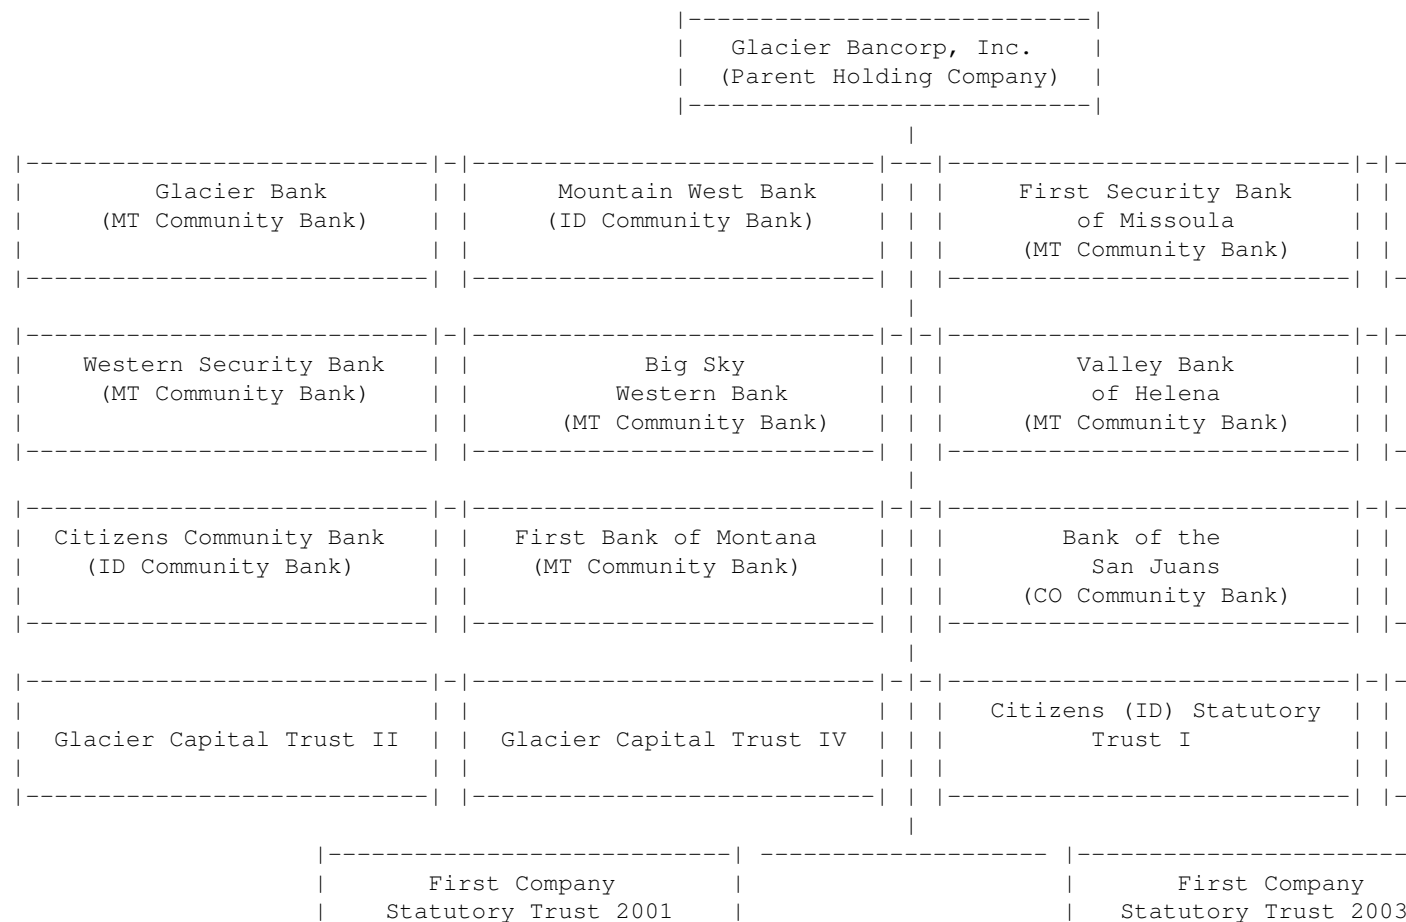 Glacier Bancorp, Inc.
(Parent Holding Company)
Glacier Bank
(MT Community Bank)
Mountain West Bank
(ID Community Bank)
First Security Bank
of Missoula
(MT Community Bank)
Western Security Bank
(MT Community Bank)
Big Sky
Western Bank
(MT Community Bank)
Valley Bank
of Helena
(MT Community Bank)
Citizens Community Bank
(ID Community Bank)
First Bank of Montana
(MT Community Bank)
Bank of the
San Juans
(CO Community Bank)
Glacier Capital Trust II
Glacier Capital Trust IV
Citizens (ID) Statutory
Trust I
First Company
Statutory Trust 2001
First Company
Statutory Trust 2003